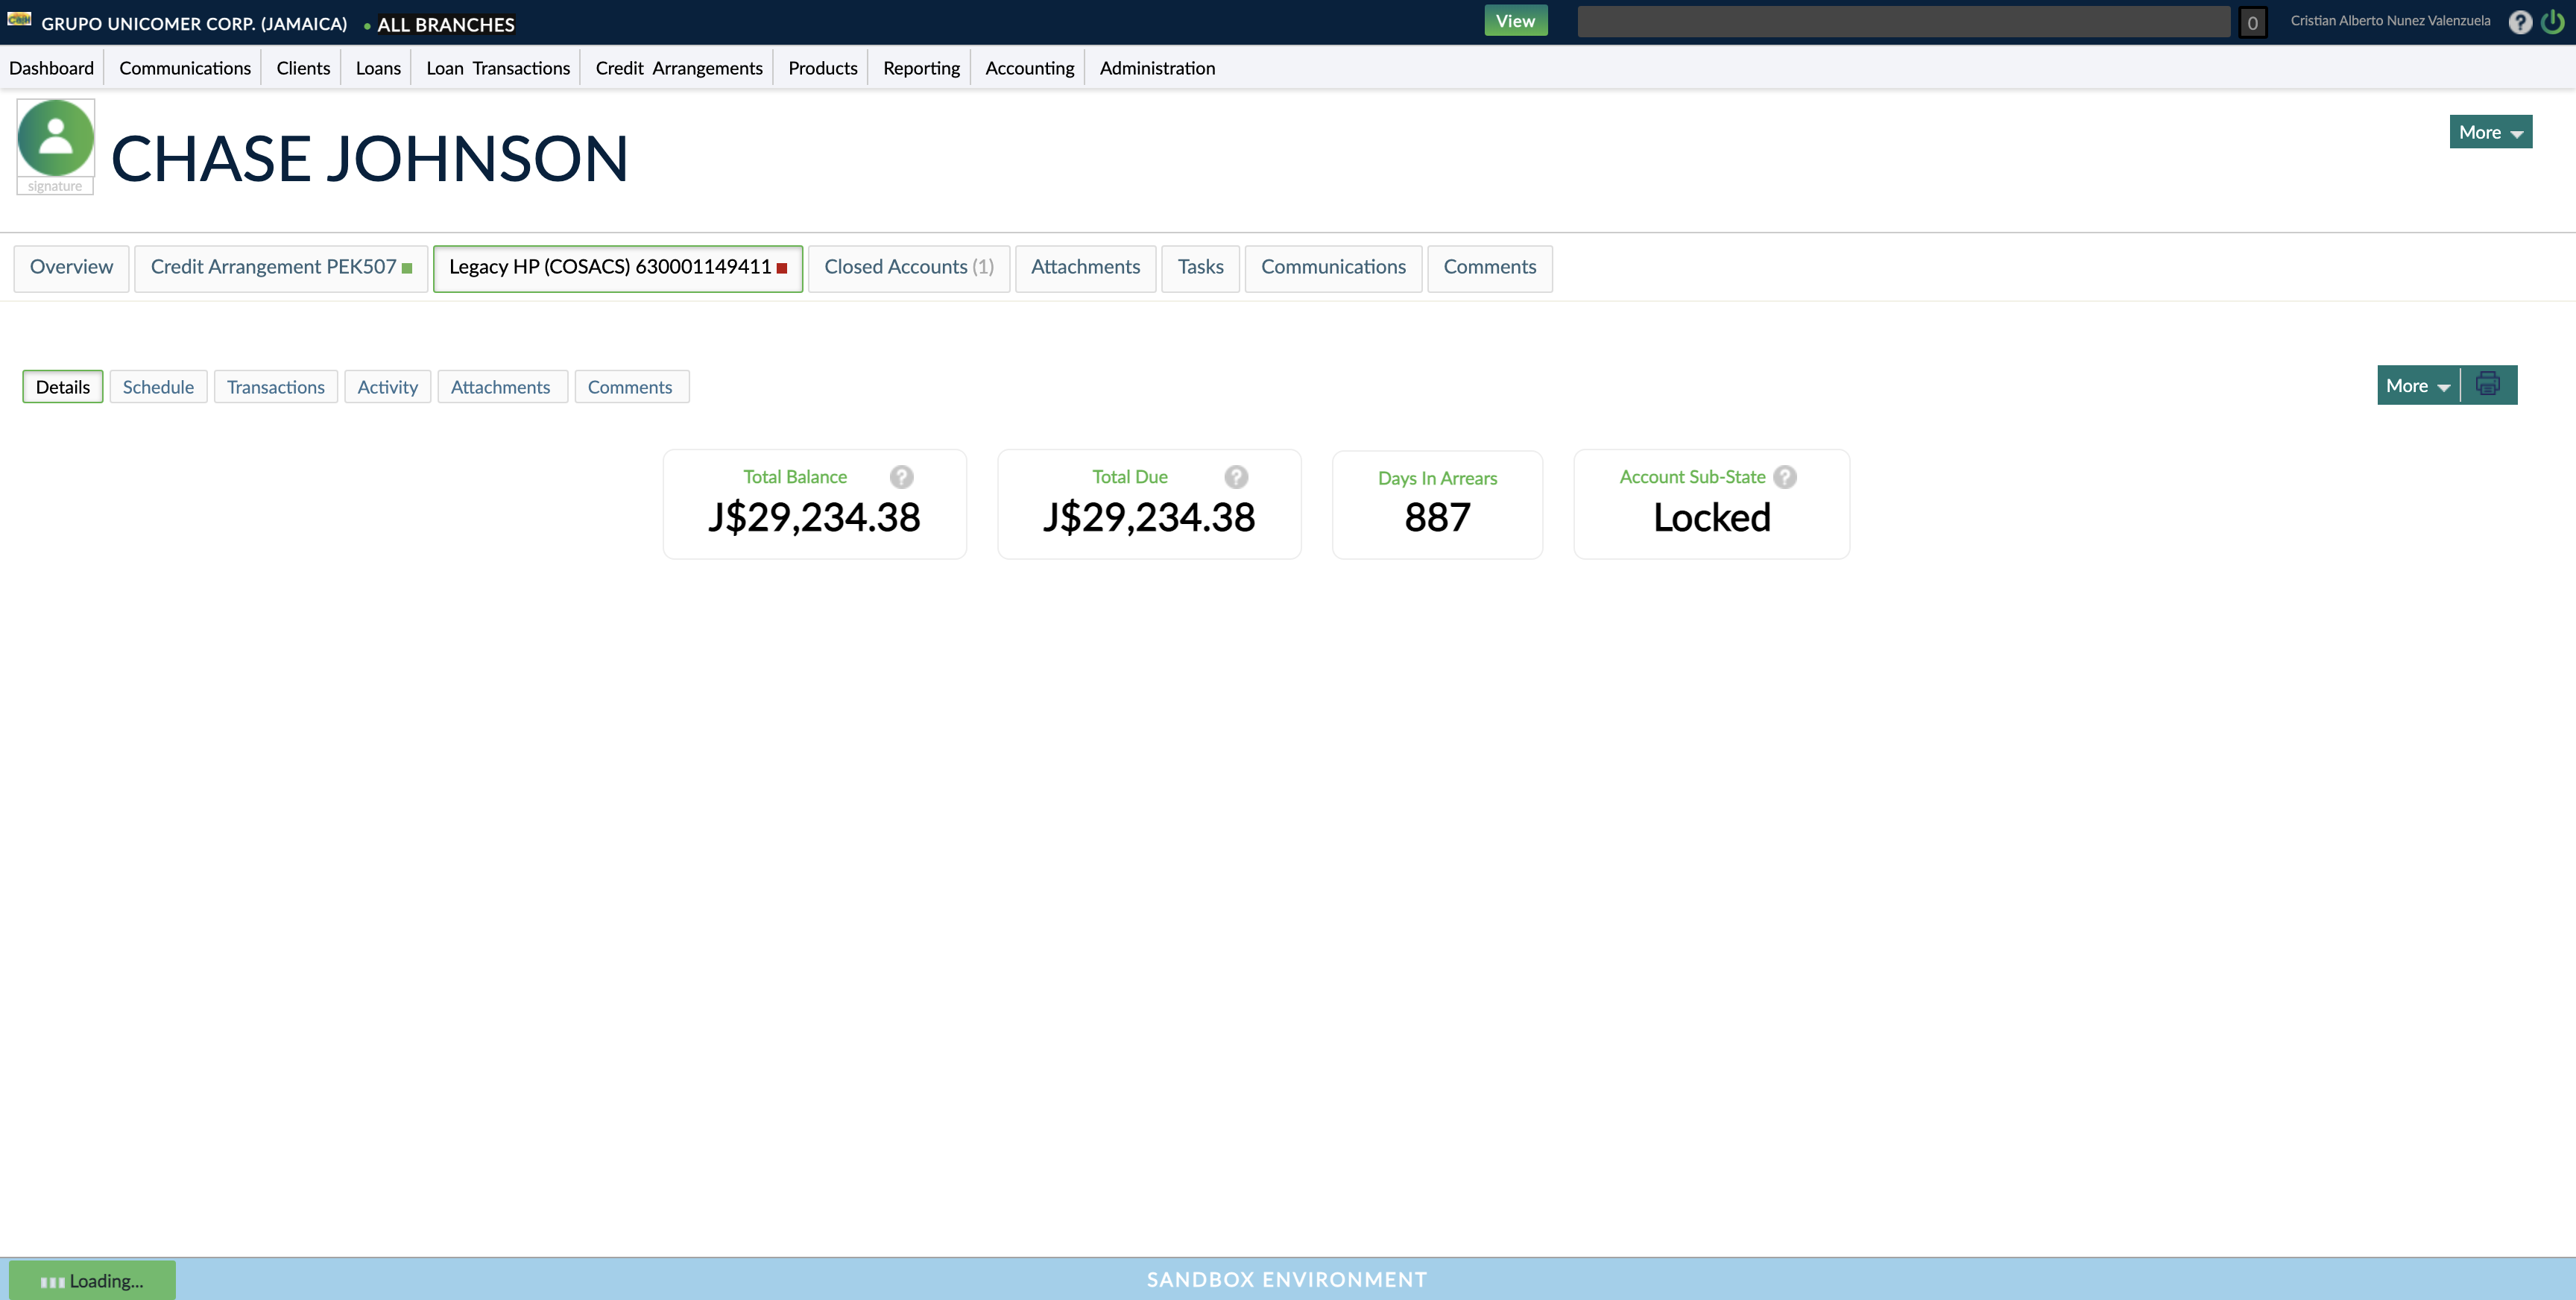 GRUPO UNICOMER CORP. (JAMAICA) • ALL BRANCHES View 0 Cristian Alberto Nunez Valenzuela ?
Dashboard Communications Clients Loans Loan Transactions Credit Arrangements Products Reporting Accounting Administration
signature
CHASE JOHNSON
More
Overview Credit Arrangement PEK507 Legacy HP (COSACS) 630001149411 Closed Accounts (1) Attachments Tasks Communications Comments
Details Schedule Transactions Activity Attachments Comments More
Total Balance ? Total Due ? Days In Arrears Account Sub-State ?
J$29,234.38 J$29,234.38 887 Locked
Loading... SANDBOX ENVIRONMENT